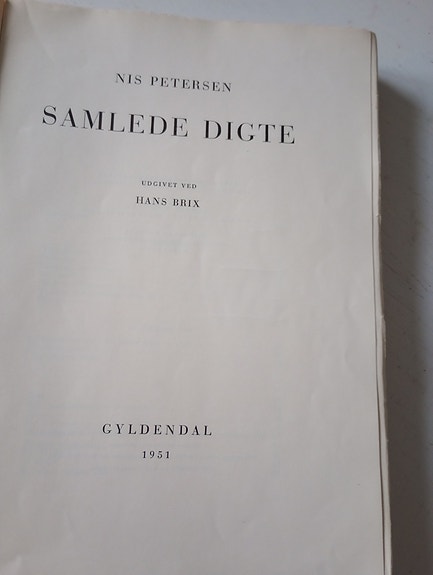 NIS PETERSEN
SAMLEDE DIGTE
UDGIVET VED
HANS BRIX
GYLDENDAL
1951